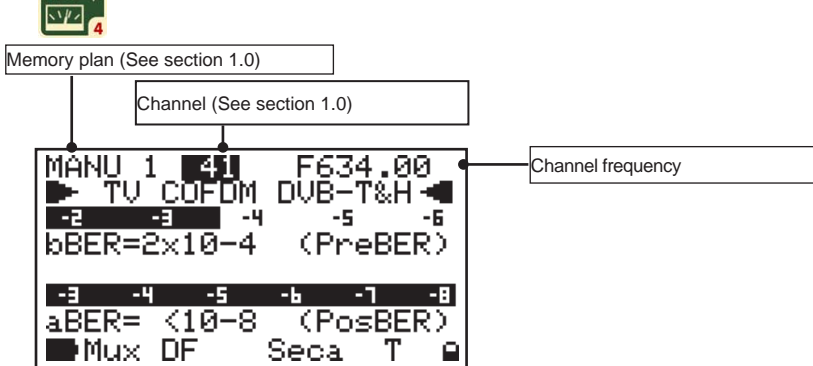 4
Memory plan (See section 1.0)
Channel (See section 1.0)
MANU 1 41 F634.00
Channel frequency
TV COFDM DVB-T&H
-2 -3 -4 -5 -6
bBER=2x10-4 (PreBER)
-3 -4 -5 -6 -7 -8
aBER= <10-8 (PosBER)
Mux DF Seca T